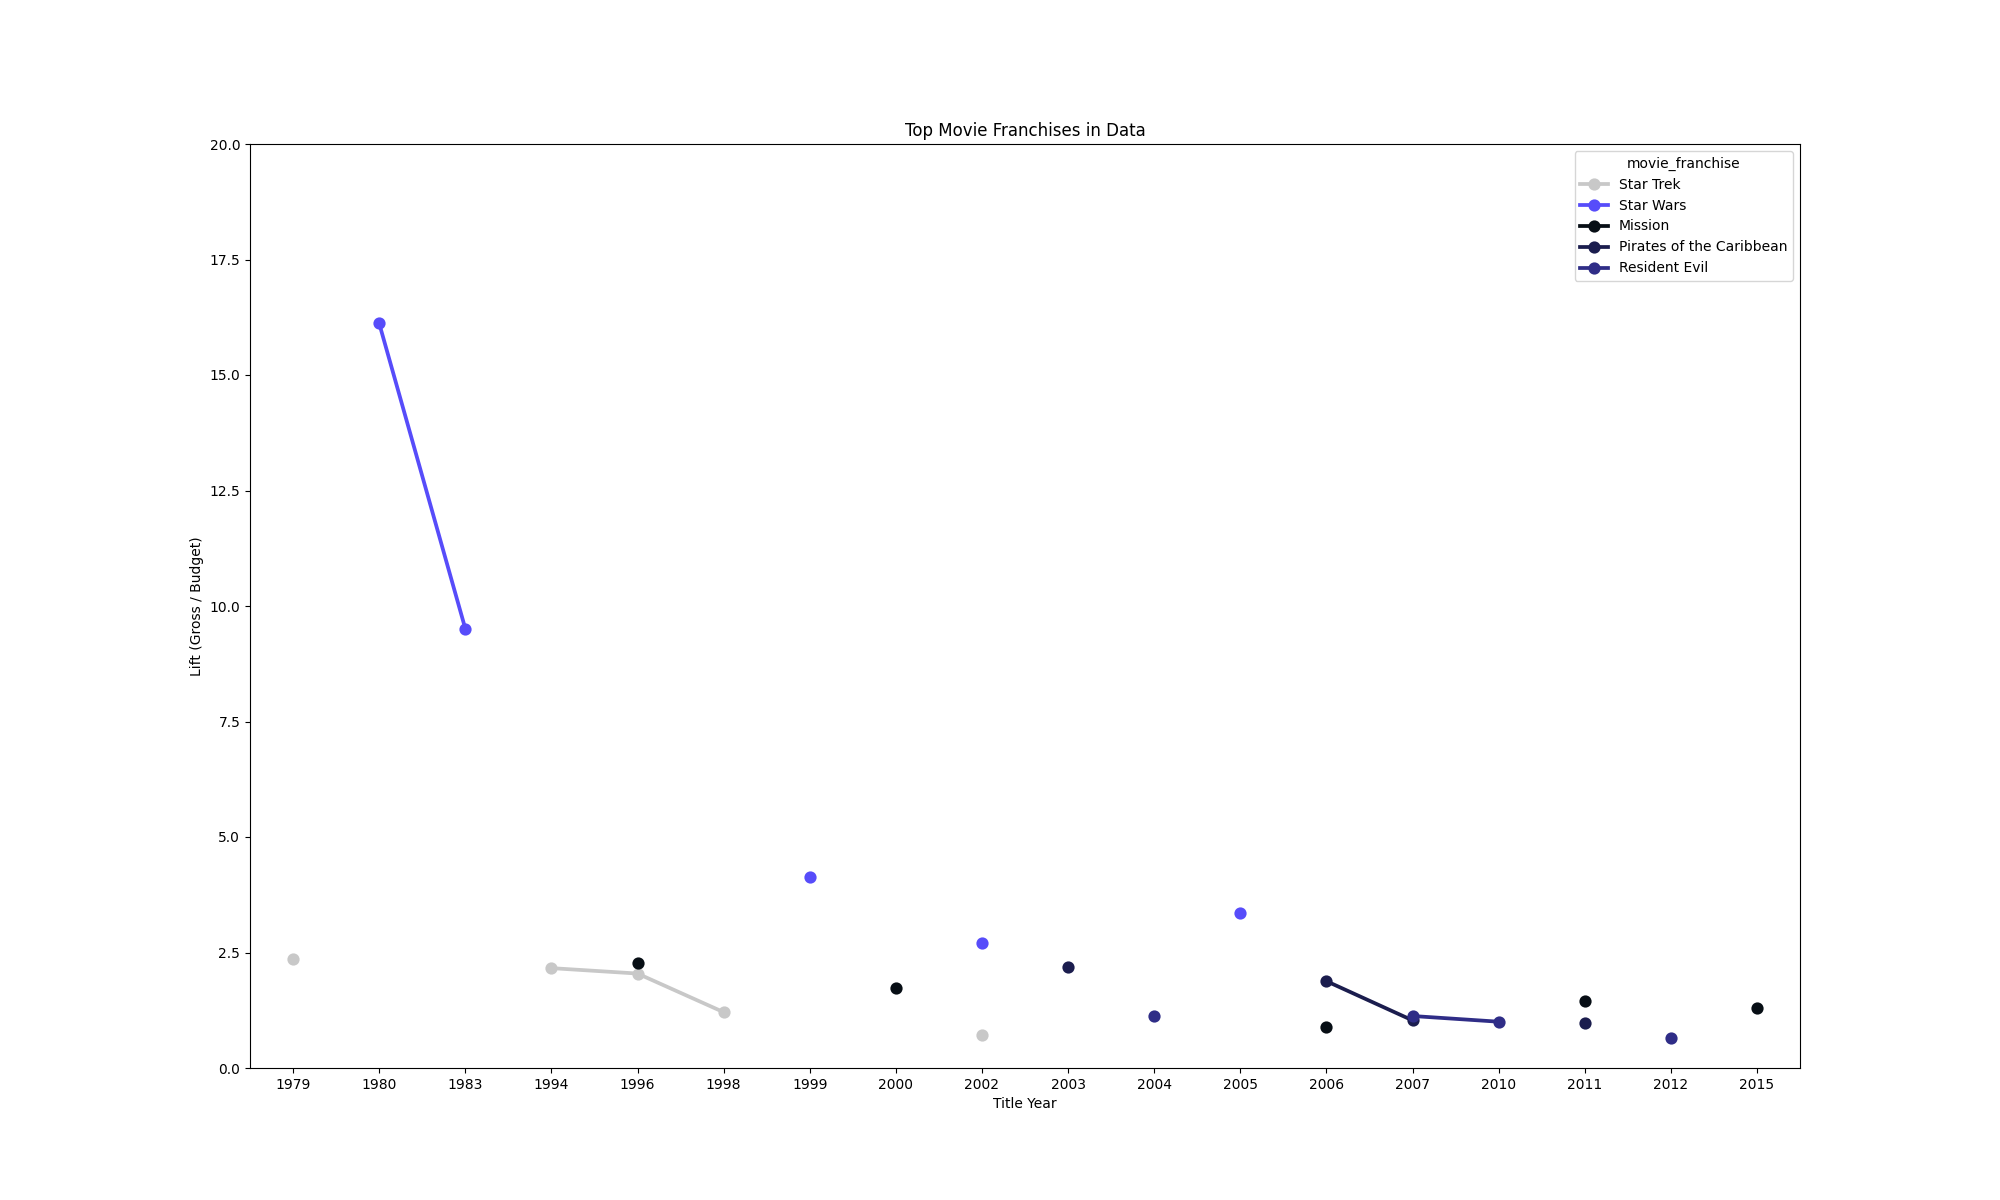 Top Movie Franchises in Data
20.0
17.5
15.0
12.5
10.0
7.5
5.0
2.5
0.0
Lift (Gross / Budget)
movie_franchise
Star Trek
Star Wars
Mission
Pirates of the Caribbean
Resident Evil
1979 1980 1983 1994 1996 1998 1999 2000 2002 2003 2004 2005 2006 2007 2010 2011 2012 2015
Title Year